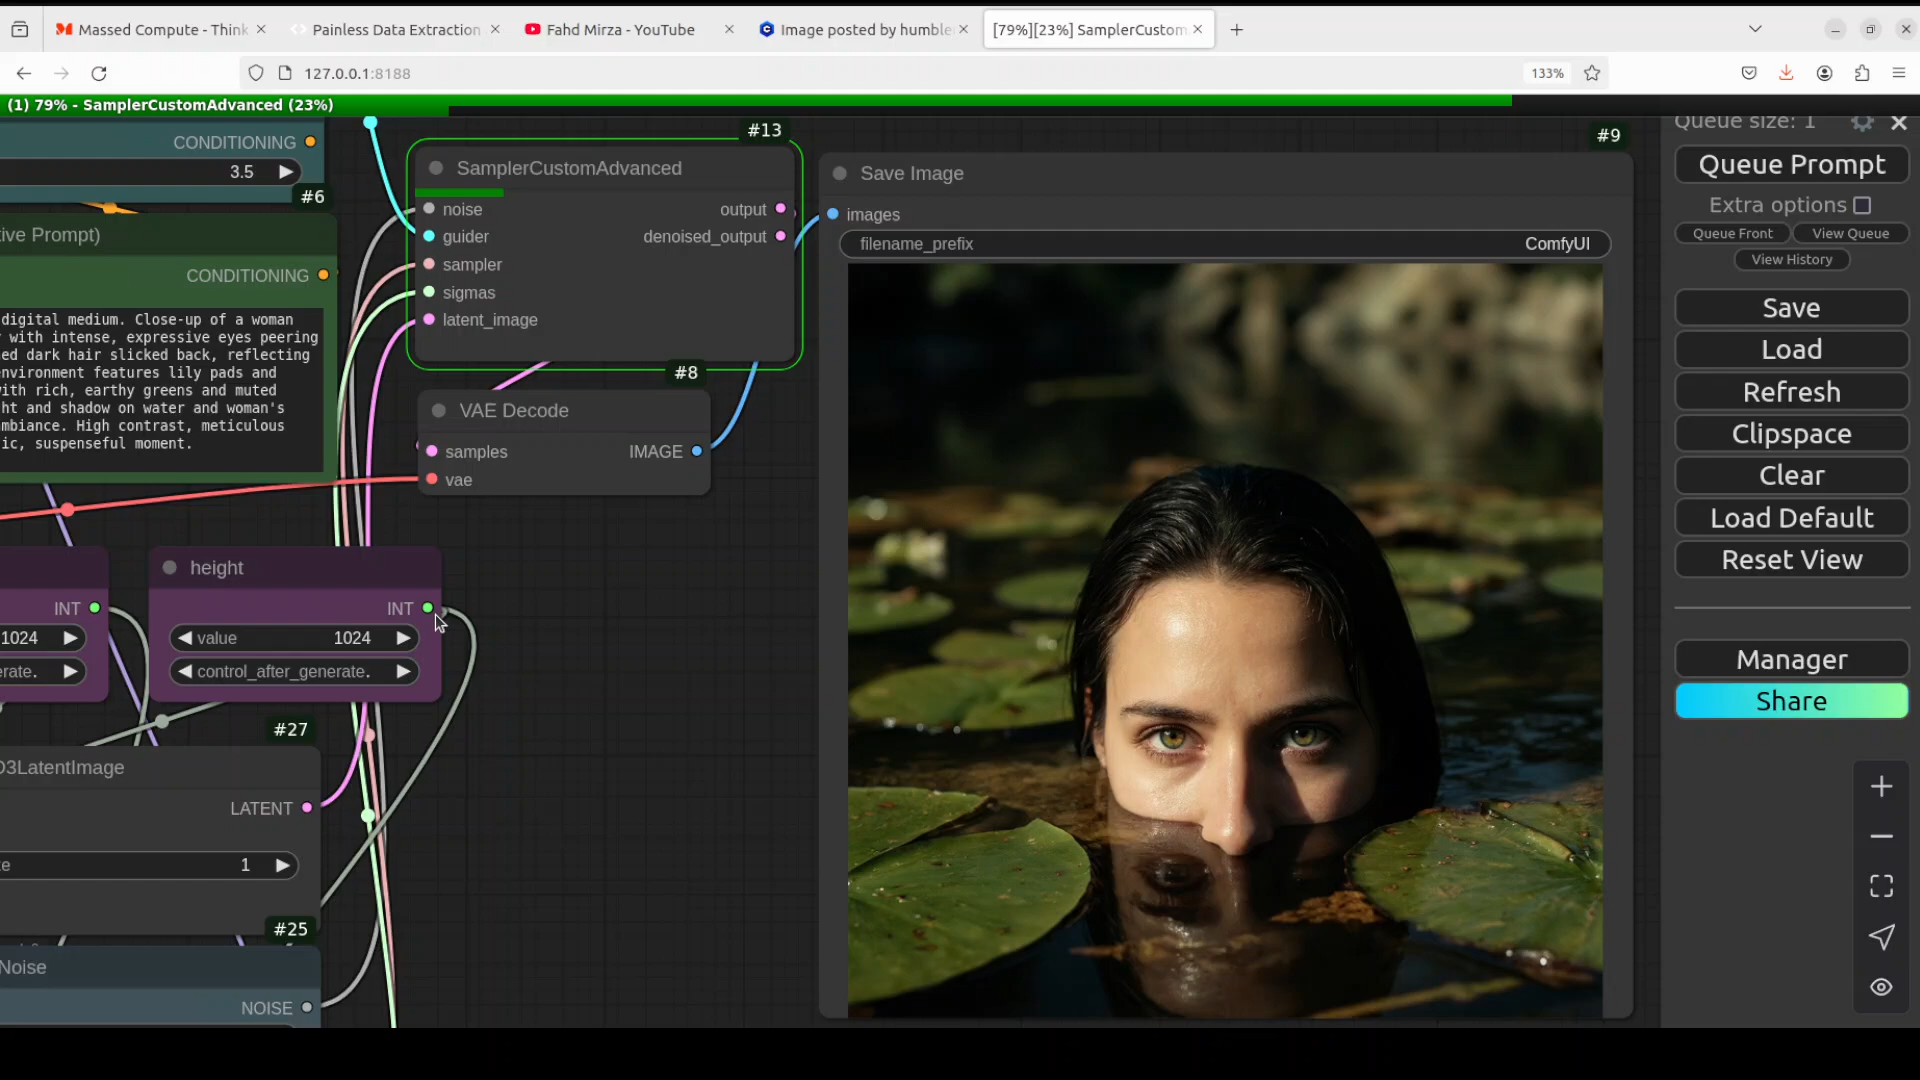 Massed Compute - Think
Painless Data Extraction
Fahd Mirza - YouTube
Image posted by humble
[79%][23%] SamplerCustom
127.0.0.1:8188
133%
(1) 79% - SamplerCustomAdvanced (23%)
CONDITIONING
3.5
#6
tive Prompt)
CONDITIONING
digital medium. Close-up of a woman
with intense, expressive eyes peering
ed dark hair slicked back, reflecting
nvironment features lily pads and
ith rich, earthy greens and muted
ht and shadow on water and woman's
mbiance. High contrast, meticulous
ic, suspenseful moment.
#13
SamplerCustomAdvanced
noise
output
guider
denoised_output
sampler
sigmas
latent_image
#8
VAE Decode
samples
IMAGE
vae
INT
1024
erate.
height
INT
value
1024
control_after_generate.
#27
D3LatentImage
LATENT
1
#25
Noise
NOISE
#9
Save Image
images
filename_prefix
ComfyUI
Queue size: 1
Queue Prompt
Extra options
Queue Front
View Queue
View History
Save
Load
Refresh
Clipspace
Clear
Load Default
Reset View
Manager
Share